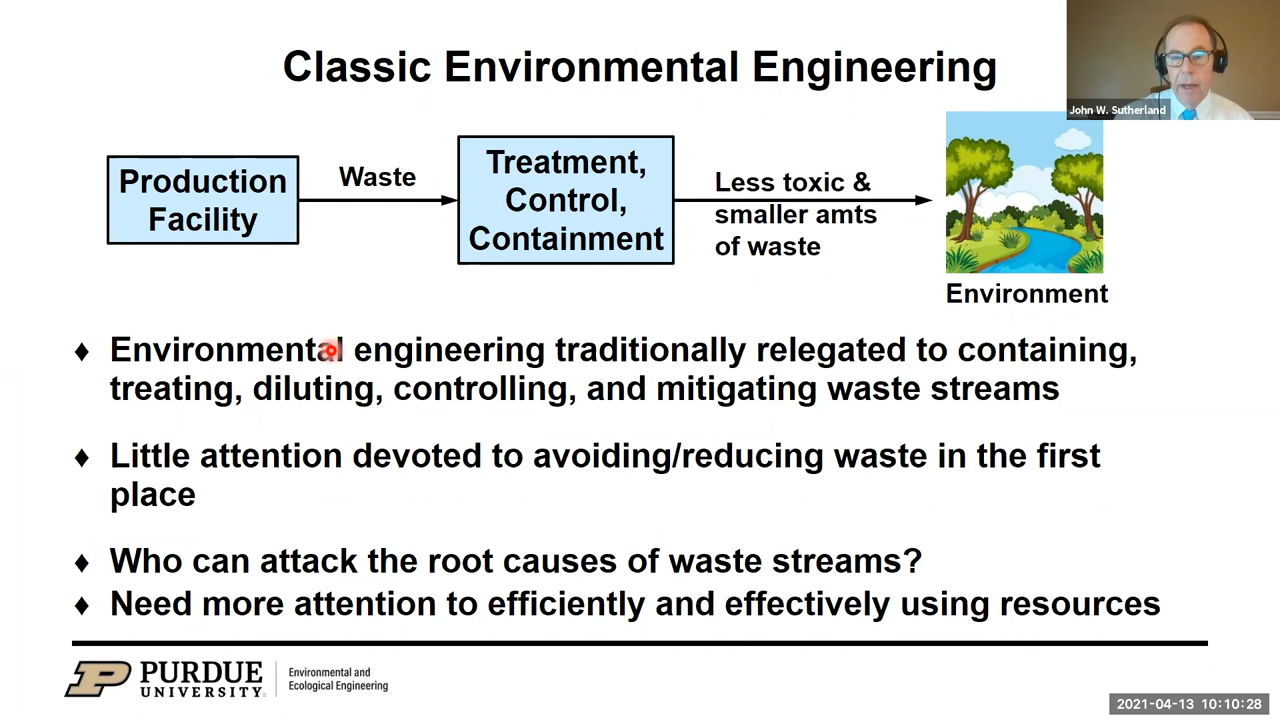 Classic Environmental Engineering
John W. Sutherland
Production
Facility
Waste
Treatment,
Control,
Containment
Less toxic &
smaller amts
of waste
Environment
♦ Environmental engineering traditionally relegated to containing,
treating, diluting, controlling, and mitigating waste streams
♦ Little attention devoted to avoiding/reducing waste in the first
place
♦ Who can attack the root causes of waste streams?
♦ Need more attention to efficiently and effectively using resources
PURDUE
UNIVERSITY®
Environmental and
Ecological Engineering
2021-04-13 10:10:28